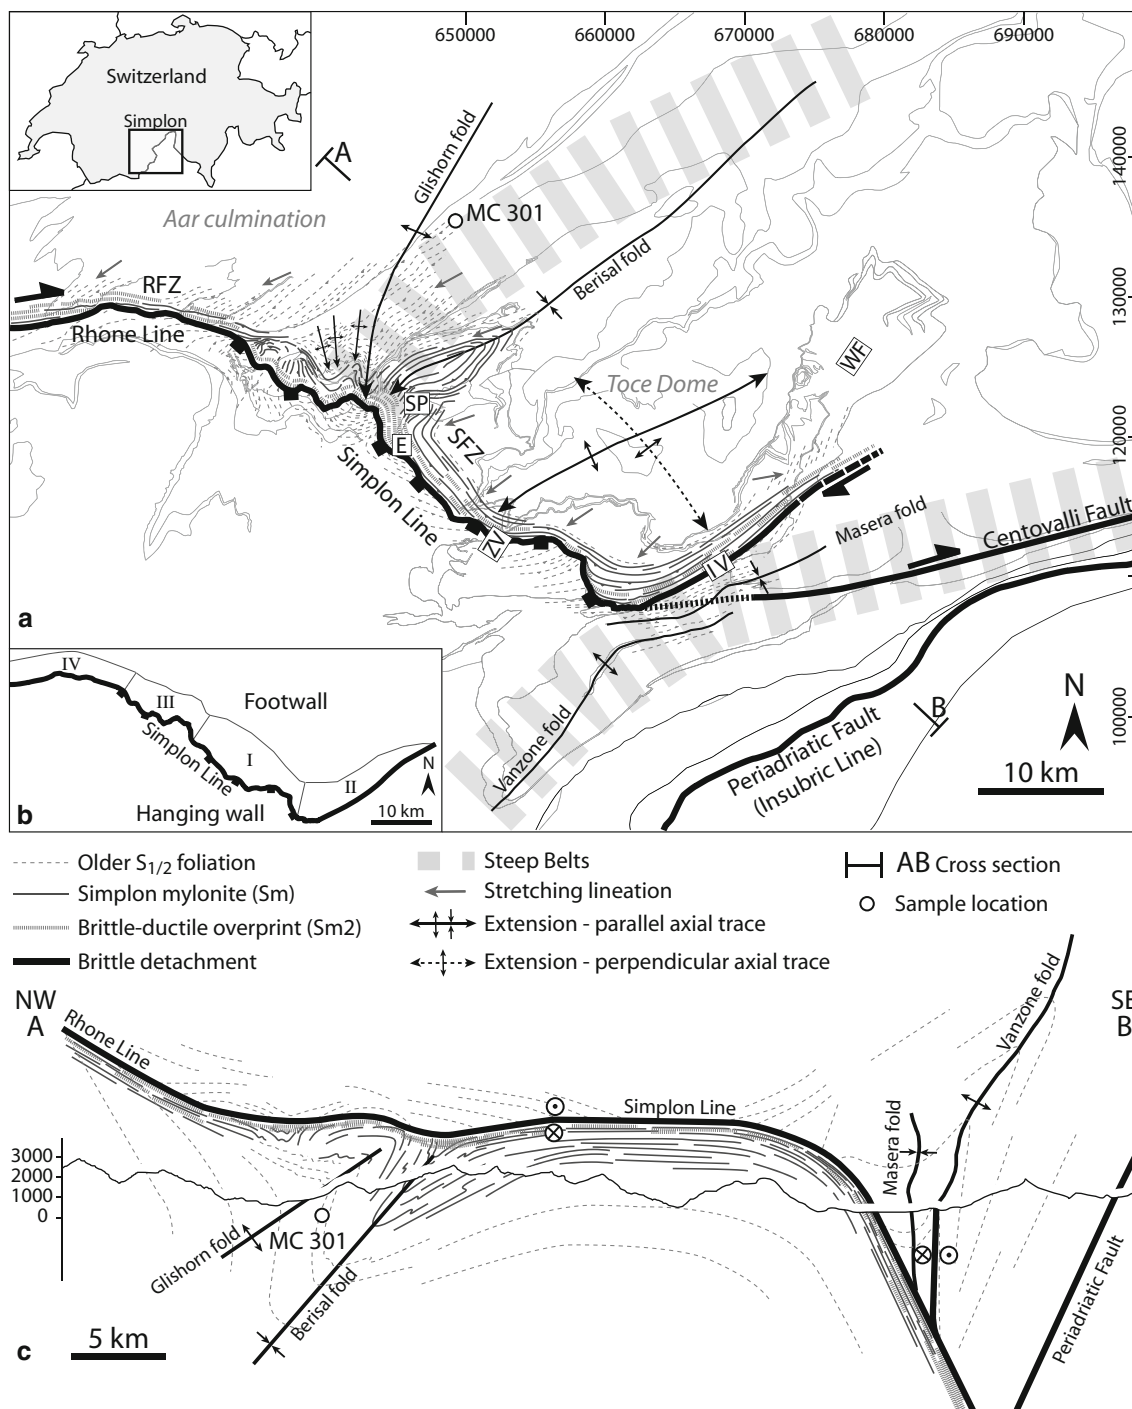 650000
660000
670000
680000
690000
Switzerland
Simplon
A
Glishorn fold
140000
MC 301
Aar culmination
Berisal fold
RFZ
130000
Rhone Line
WF
Toce Dome
SP
SFZ
E
120000
Simplon Line
ZV
Masera fold
LV
Centovalli Fault
a
IV
III
Footwall
Simplon Line
I
II
N
Hanging wall
10 km
b
Vanzone fold
B
N
100000
Periadriatic Fault
(Insubric Line)
10 km
Older S1/2 foliation
Simplon mylonite (Sm)
Brittle-ductile overprint (Sm2)
Brittle detachment
Steep Belts
Stretching lineation
Extension - parallel axial trace
Extension - perpendicular axial trace
AB Cross section
Sample location
NW
A
SE
B
Rhone Line
Simplon Line
Vanzone fold
Masera fold
3000
2000
1000
0
Glishorn fold
MC 301
Berisal fold
Periadriatic Fault
5 km
c